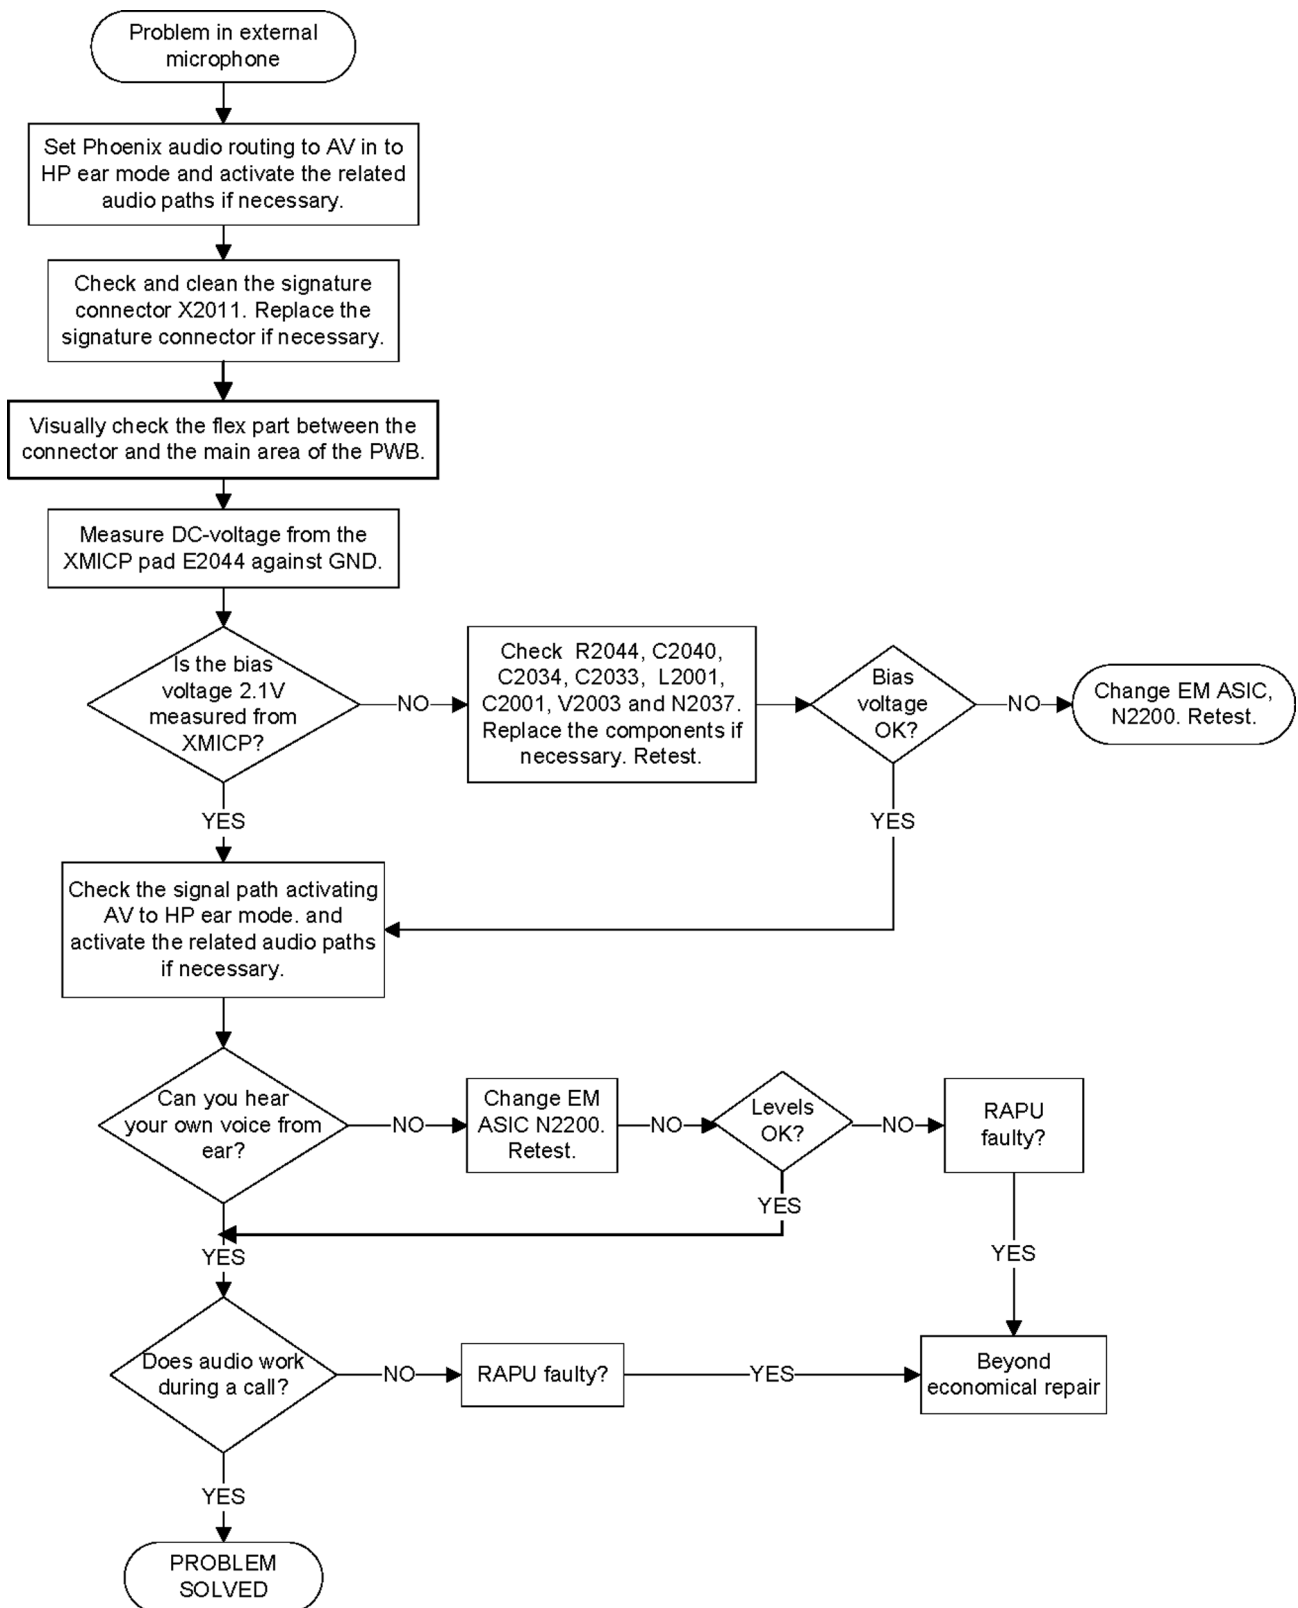 Problem in external
microphone
Set Phoenix audio routing to AV in to
HP ear mode and activate the related
audio paths if necessary.
Check and clean the signature
connector X2011. Replace the
signature connector if necessary.
Visually check the flex part between the
connector and the main area of the PWB.
Measure DC-voltage from the
XMICP pad E2044 against GND.
Is the bias
voltage 2.1V
measured from
XMICP?
NO
Check R2044, C2040,
C2034, C2033, L2001,
C2001, V2003 and N2037.
Replace the components if
necessary. Retest.
Bias
voltage
OK?
NO
Change EM ASIC,
N2200. Retest.
YES
YES
Check the signal path activating
AV to HP ear mode. and
activate the related audio paths
if necessary.
Can you hear
your own voice from
ear?
NO
Change EM
ASIC N2200.
Retest.
NO
Levels
OK?
NO
RAPU
faulty?
YES
YES
YES
Does audio work
during a call?
NO
RAPU faulty?
YES
Beyond
economical repair
YES
PROBLEM
SOLVED